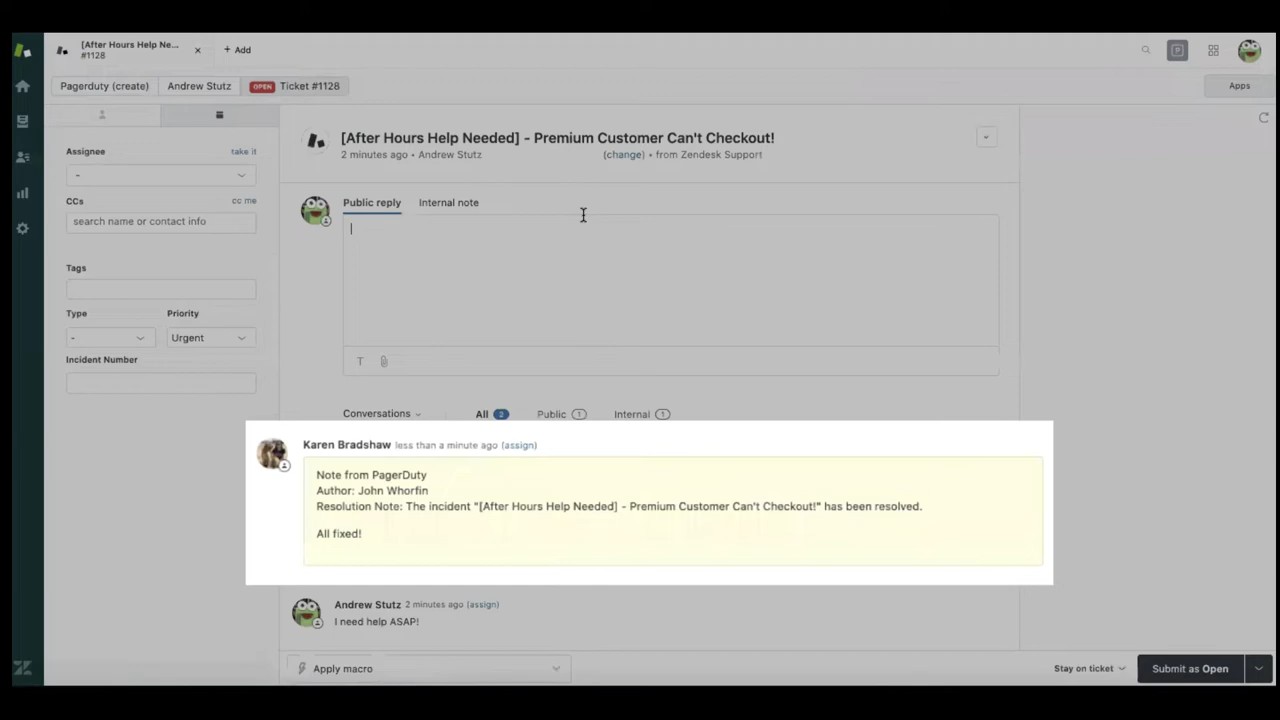 [After Hours Help Ne...
#1128
+ Add
Pagerduty (create)
Andrew Stutz
OPEN Ticket #1128
Apps
Assignee
take it
-
CCs
cc me
search name or contact info
Tags
Type
Priority
-
Urgent
Incident Number
[After Hours Help Needed] - Premium Customer Can't Checkout!
2 minutes ago • Andrew Stutz (change) • from Zendesk Support
Public reply
Internal note
T
Conversations
All 2
Public 1
Internal 1
Karen Bradshaw less than a minute ago (assign)
Note from PagerDuty
Author: John Whorfin
Resolution Note: The incident "[After Hours Help Needed] - Premium Customer Can't Checkout!" has been resolved.
All fixed!
Andrew Stutz 2 minutes ago (assign)
I need help ASAP!
Apply macro
Stay on ticket
Submit as Open